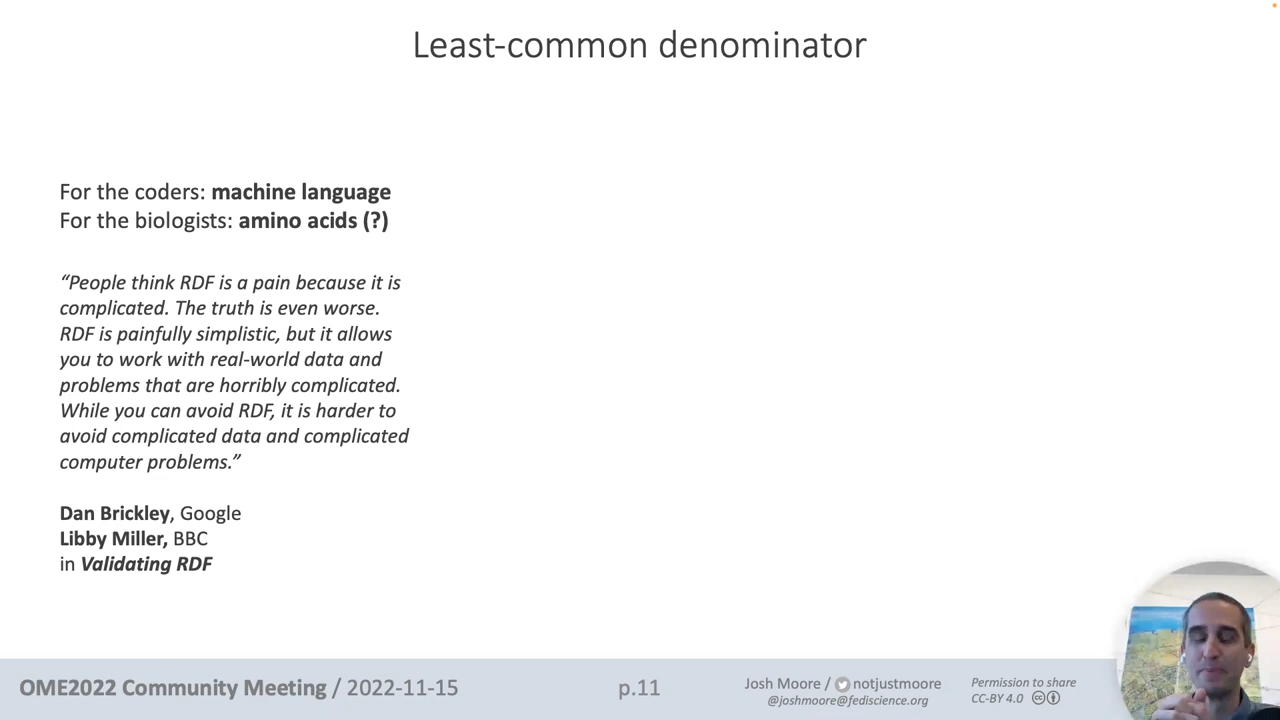 Least-common denominator
For the coders: machine language
For the biologists: amino acids (?)
“People think RDF is a pain because it is
complicated. The truth is even worse.
RDF is painfully simplistic, but it allows
you to work with real-world data and
problems that are horribly complicated.
While you can avoid RDF, it is harder to
avoid complicated data and complicated
computer problems.”
Dan Brickley, Google
Libby Miller, BBC
in Validating RDF
OME2022 Community Meeting / 2022-11-15
p.11
Josh Moore / notjustmoore
@joshmoore@fediscience.org
Permission to share
CC-BY 4.0